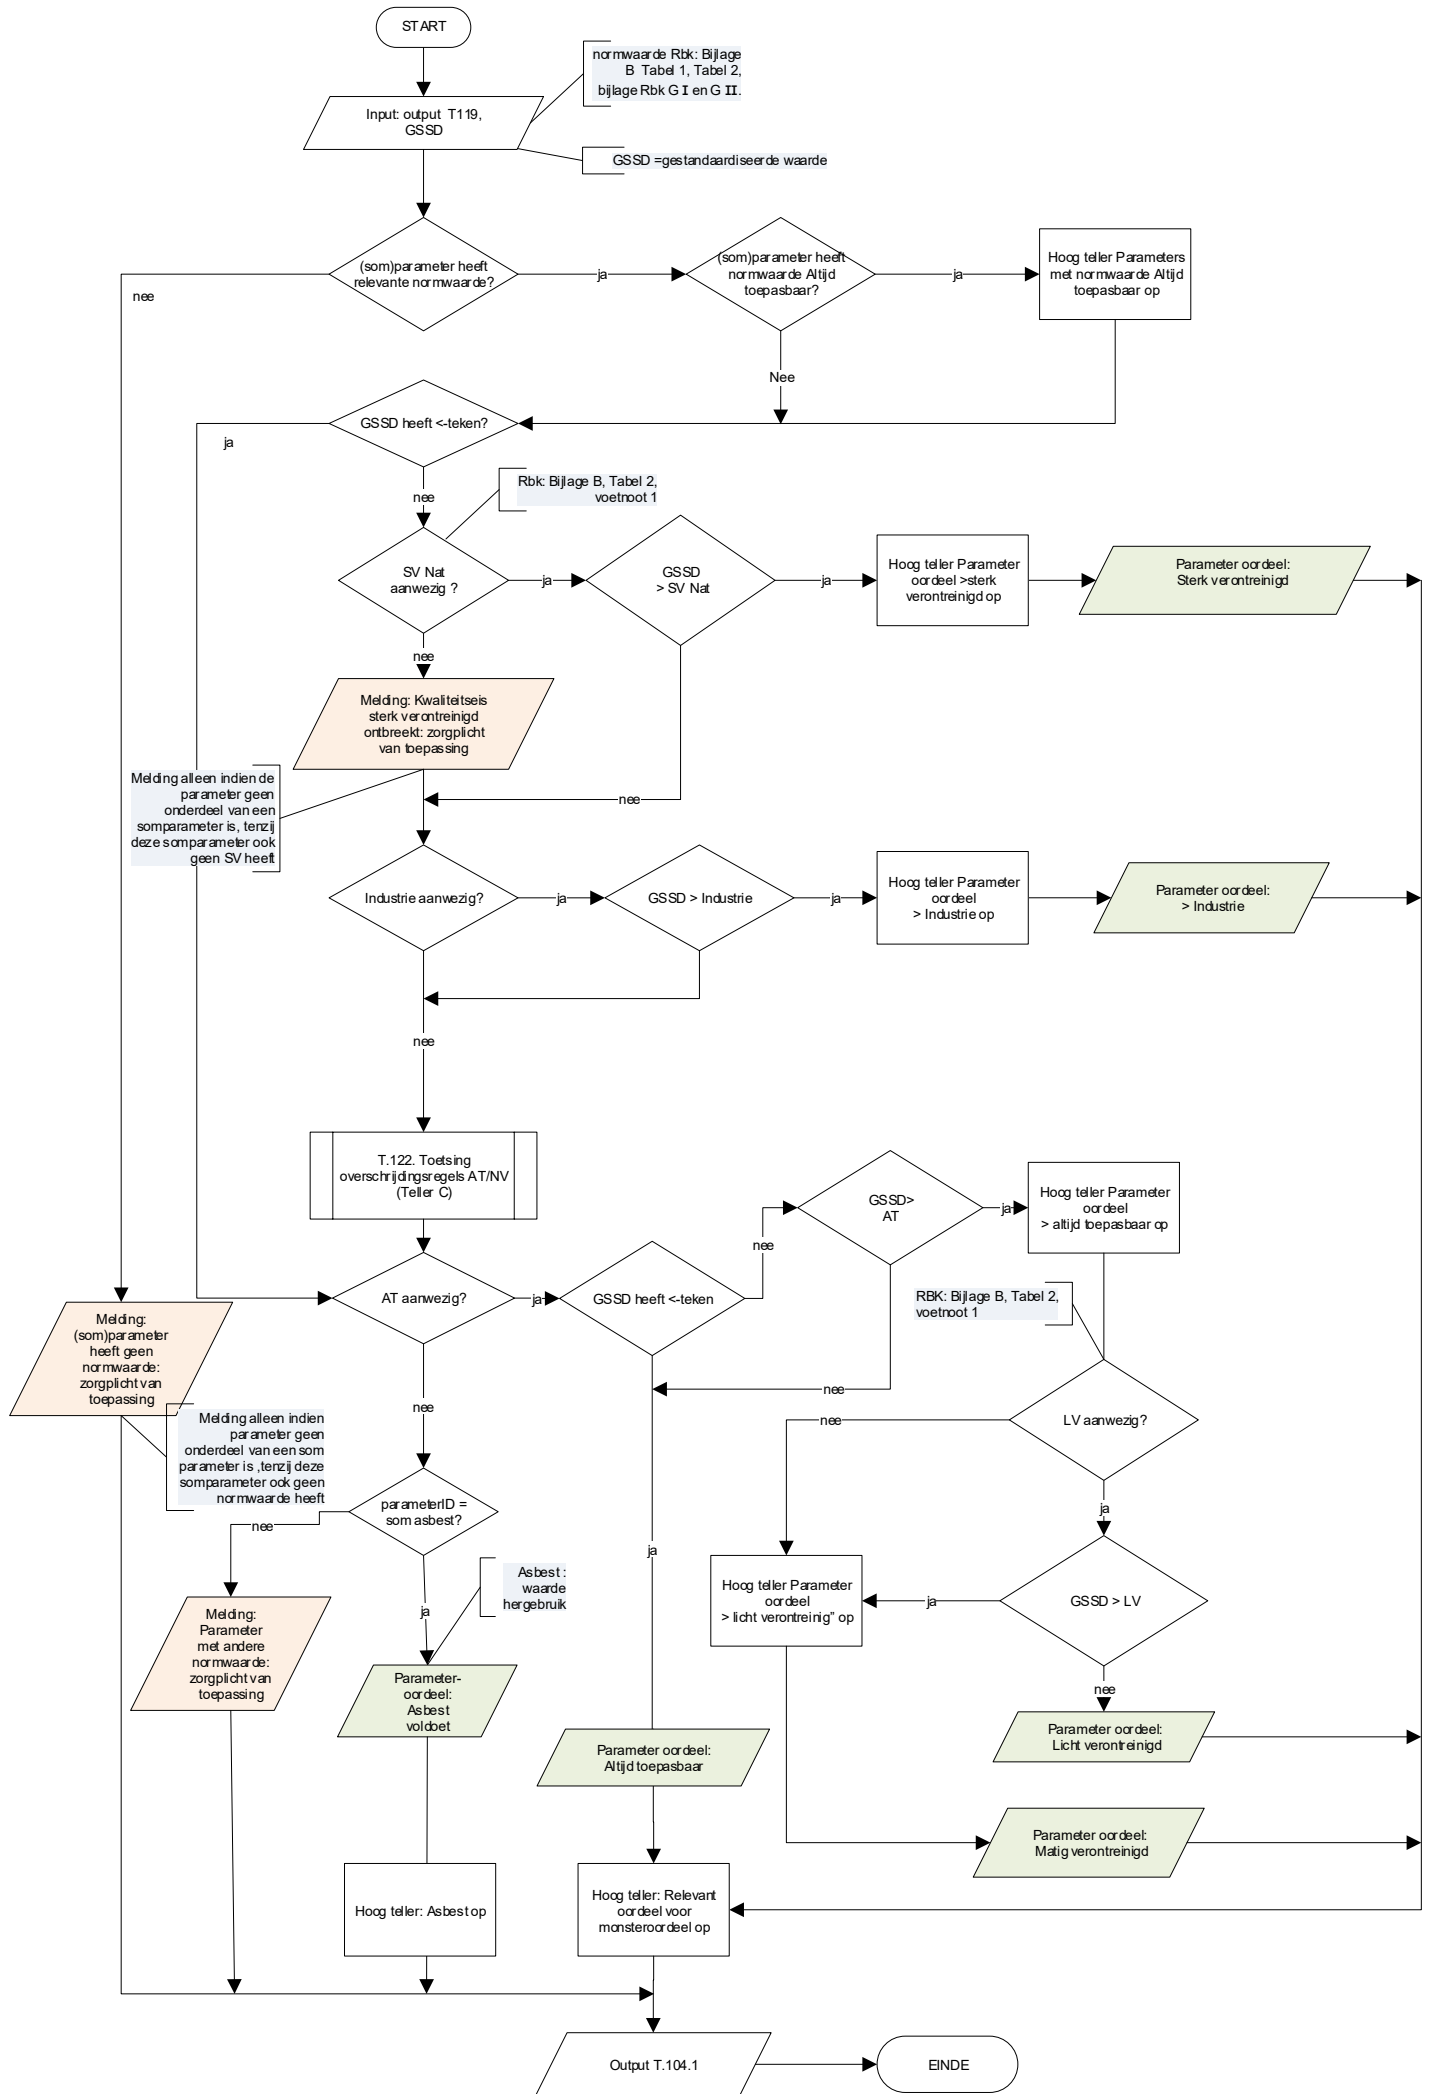 START
normwaarde Rbk: Bijlage
B Tabel 1, Tabel 2,
bijlage Rbk G I en G II.
Input: output T119,
GSSD
GSSD =gestandaardiseerde waarde
(som)parameter heeft
relevante normwaarde?
ja
(som)parameter heeft
normwaarde Altijd
toepasbaar?
ja
Hoog teller Parameters
met normwaarde Altijd
toepasbaar op
nee
Nee
GSSD heeft <-teken?
ja
nee
Rbk: Bijlage B, Tabel 2,
voetnoot 1
SV Nat
aanwezig ?
ja
GSSD
> SV Nat
ja
Hoog teller Parameter
oordeel >sterk
verontreinigd op
Parameter oordeel:
Sterk verontreinigd
nee
Melding: Kwaliteitseis
sterk verontreinigd
ontbreekt: zorgplicht
van toepassing
nee
Melding alleen indien de
parameter geen
onderdeel van een
somparameter is, tenzij
deze somparameter ook
geen SV heeft
Industrie aanwezig?
ja
GSSD > Industrie
ja
Hoog teller Parameter
oordeel
> Industrie op
Parameter oordeel:
> Industrie
nee
T.122. Toetsing
overschrijdingsregels AT/NV
(Teller C)
AT aanwezig?
ja
GSSD heeft <-teken
nee
GSSD>
AT
ja
Hoog teller Parameter
oordeel
> altijd toepasbaar op
RBK: Bijlage B, Tabel 2,
voetnoot 1
nee
LV aanwezig?
nee
ja
Melding:
(som)parameter
heeft geen
normwaarde:
zorgplicht van
toepassing
Melding alleen indien
parameter geen
onderdeel van een som
parameter is ,tenzij deze
somparameter ook geen
normwaarde heeft
nee
parameterID =
som asbest?
nee
ja
Asbest :
waarde
hergebruik
ja
Hoog teller Parameter
oordeel
> licht verontreinig” op
ja
GSSD > LV
nee
Melding:
Parameter
met andere
normwaarde:
zorgplicht van
toepassing
Parameter-
oordeel:
Asbest
voldoet
Parameter oordeel:
Altijd toepasbaar
Parameter oordeel:
Licht verontreinigd
Parameter oordeel:
Matig verontreinigd
Hoog teller: Asbest op
Hoog teller: Relevant
oordeel voor
monsteroordeel op
Output T.104.1
EINDE